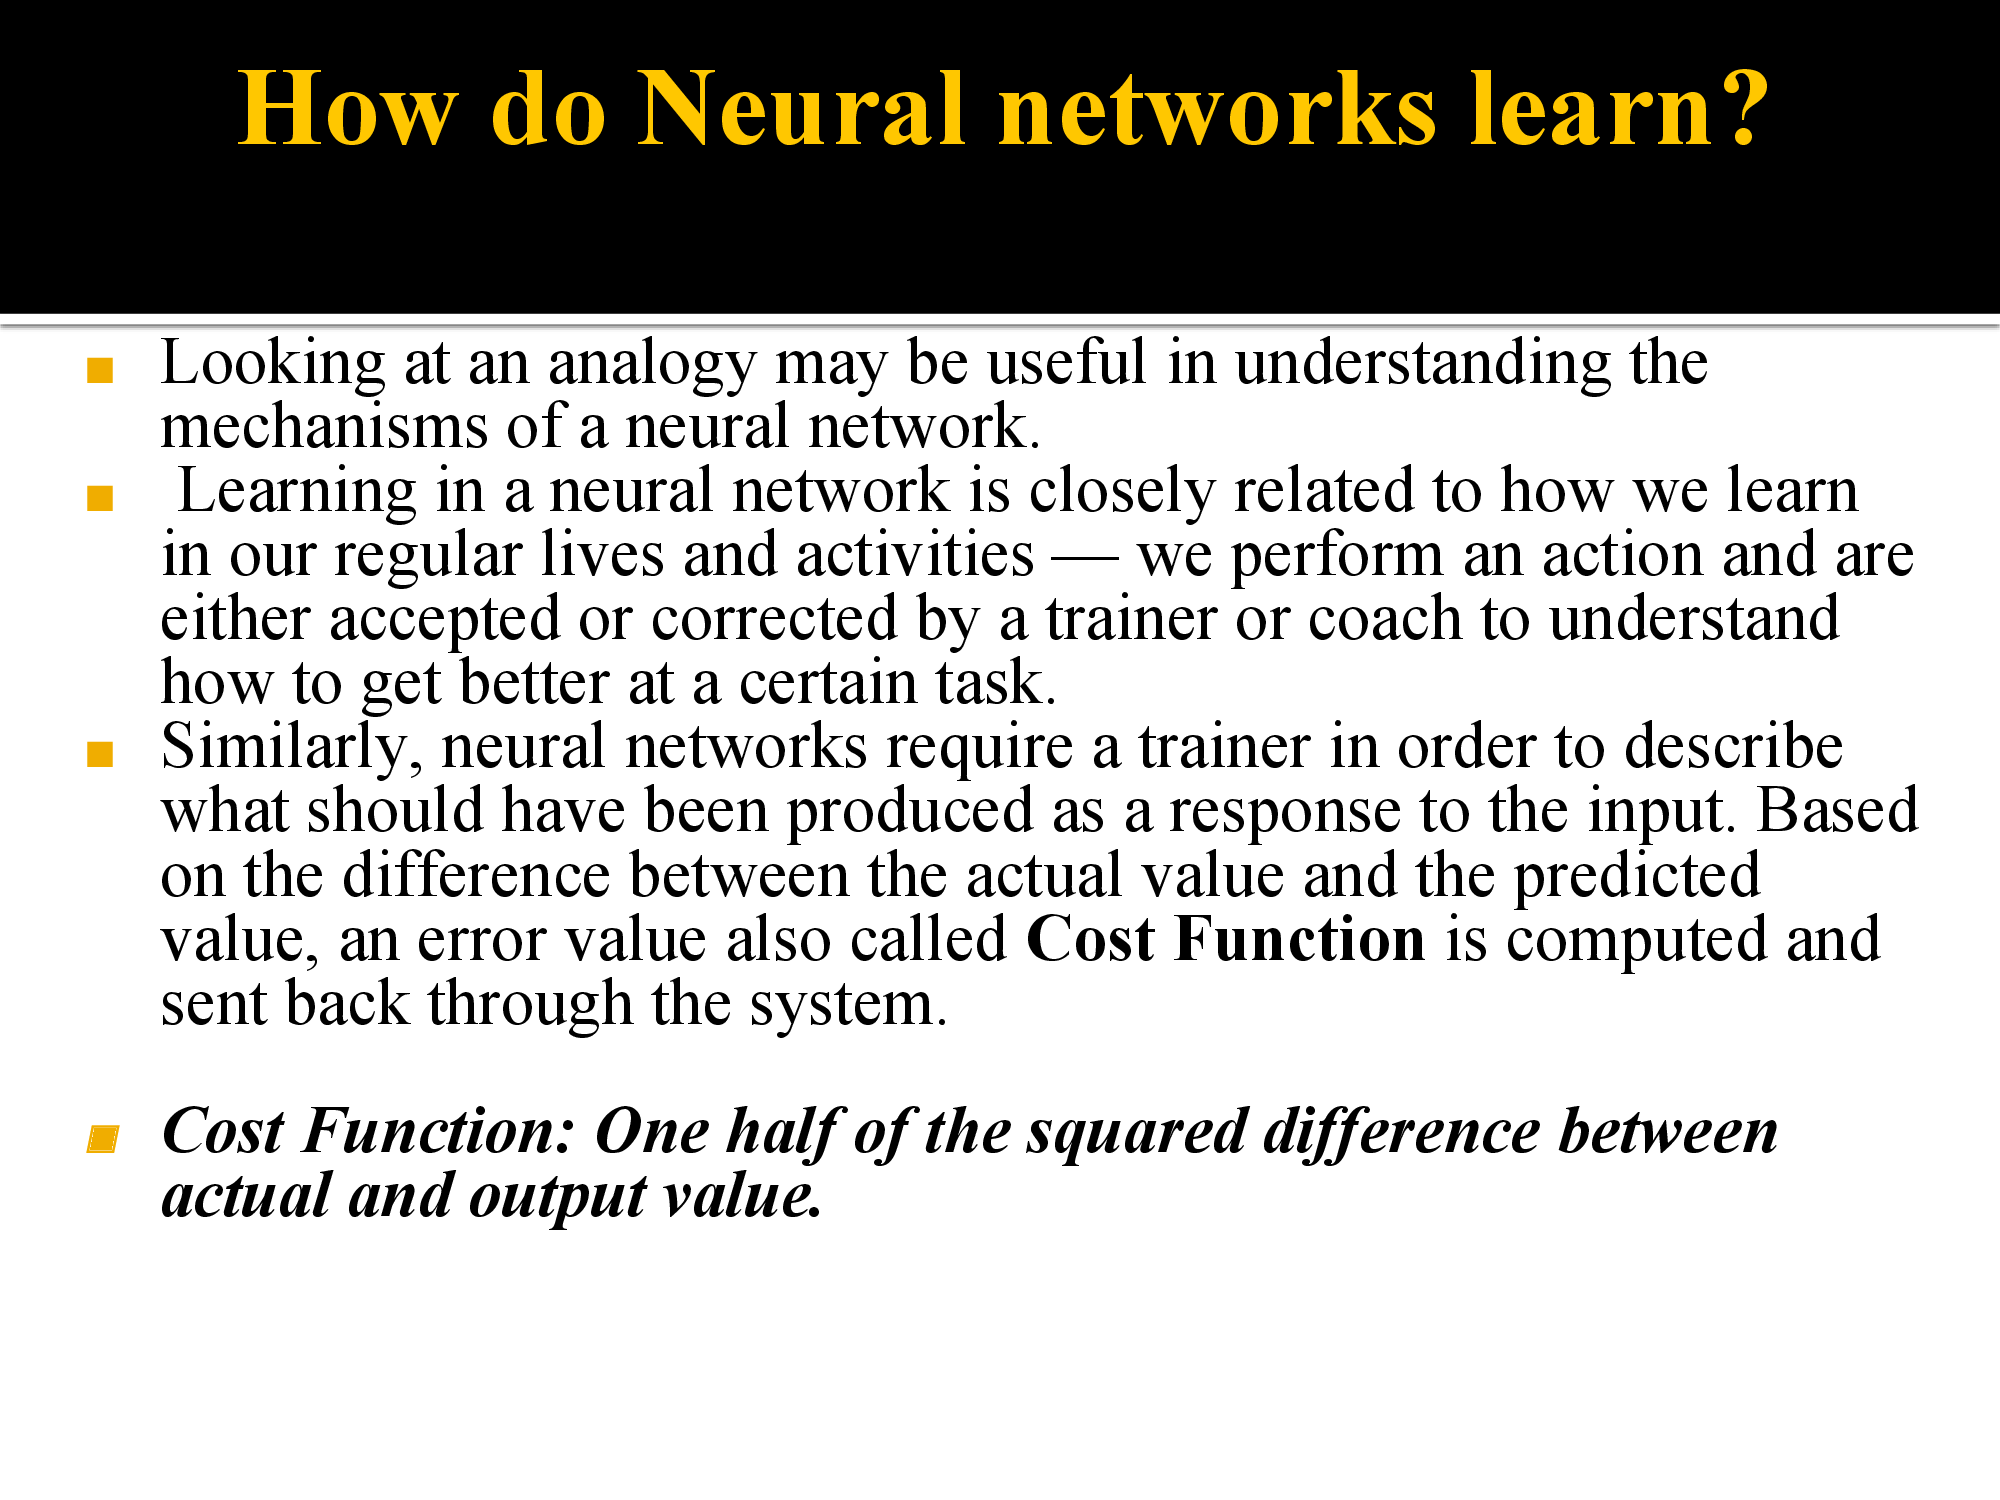 How do Neural networks learn?
Looking at an analogy may be useful in understanding the
mechanisms of a neural network.
Learning in a neural network is closely related to how we learn
in our regular lives and activities — we perform an action and are
either accepted or corrected by a trainer or coach to understand
how to get better at a certain task.
Similarly, neural networks require a trainer in order to describe
what should have been produced as a response to the input. Based
on the difference between the actual value and the predicted
value, an error value also called Cost Function is computed and
sent back through the system.
Cost Function: One half of the squared difference between
actual and output value.